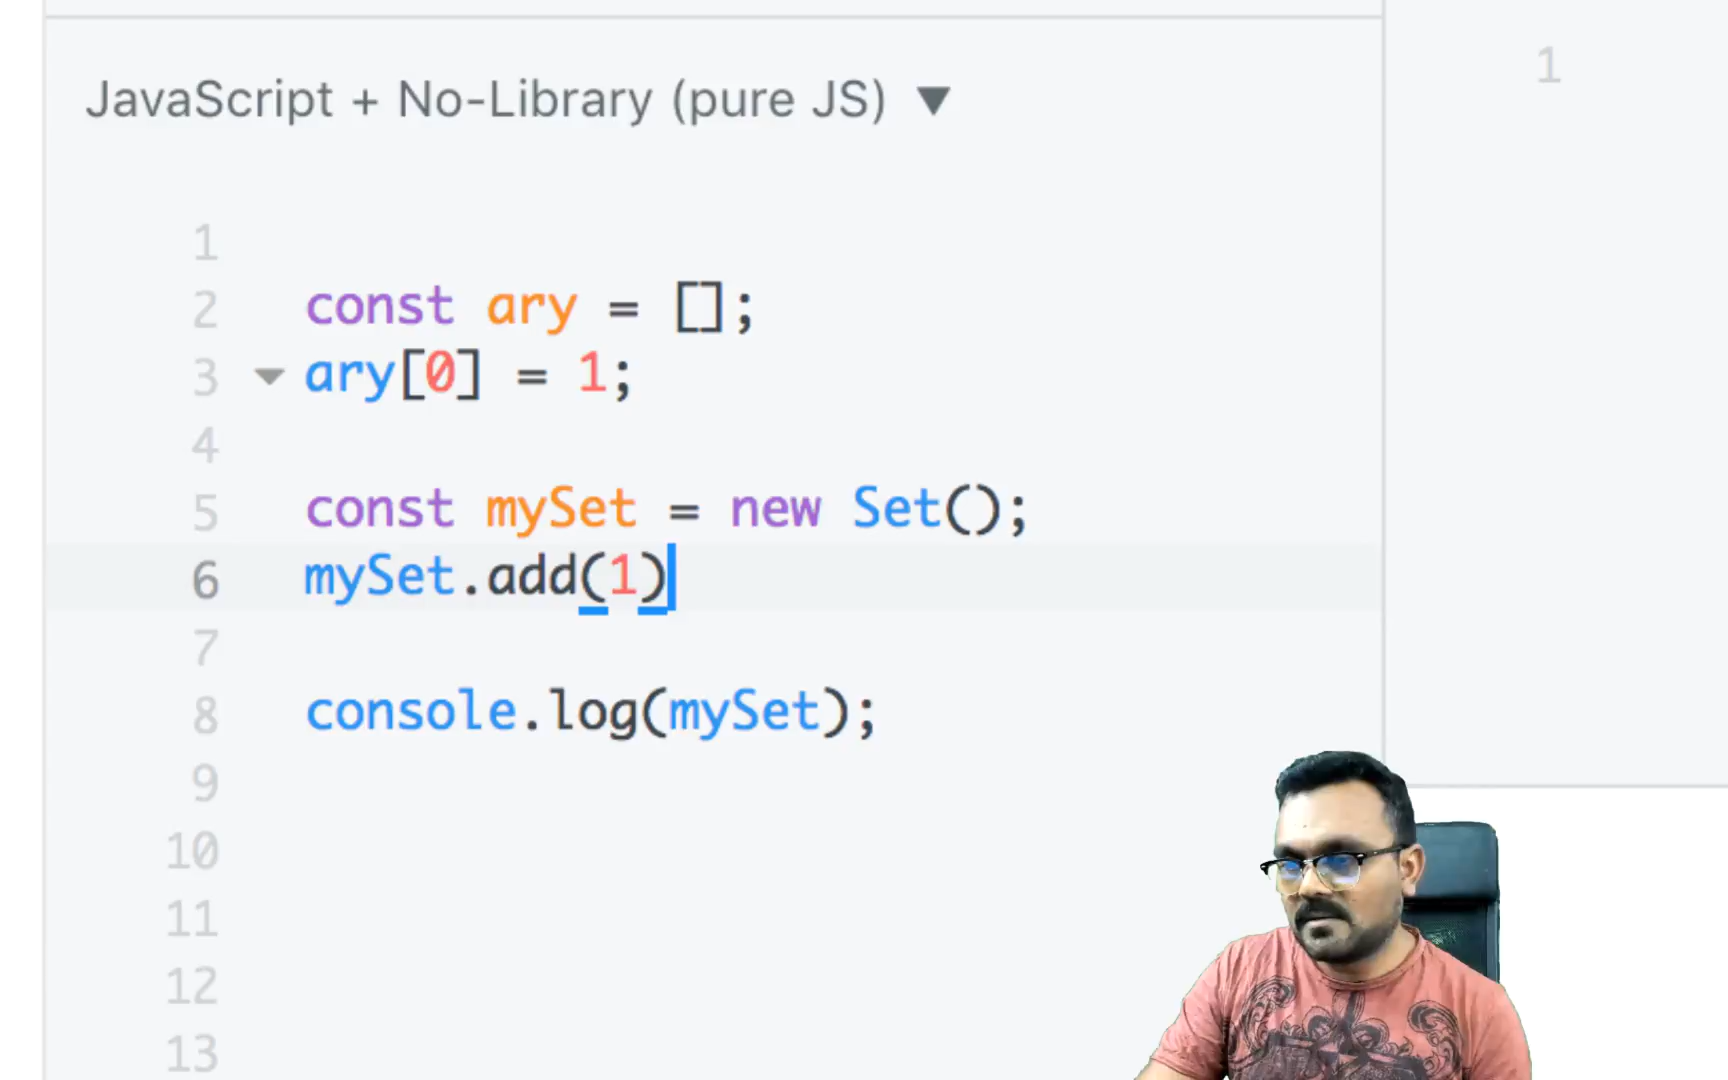 JavaScript + No-Library (pure JS) ▼
1
1
2 const ary = [];
3 ary[0] = 1;
4
5 const mySet = new Set();
6 mySet.add(1)
7
8 console.log(mySet);
9
10
11
12
13